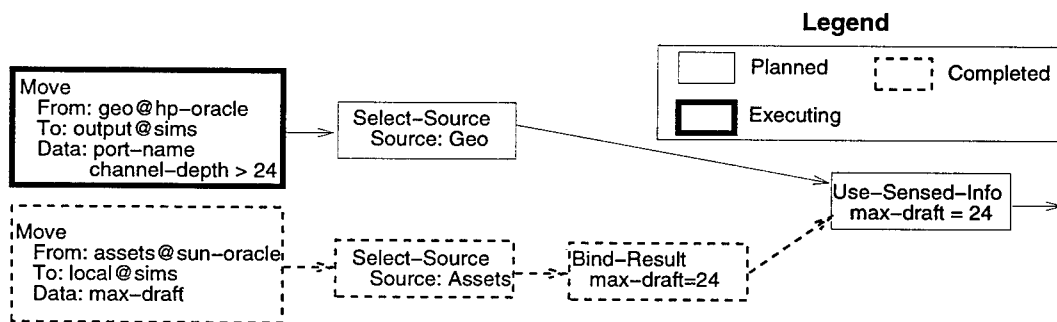 Legend
Planned
Completed
Executing
Move
From: geo@hp-oracle
To: output@sims
Data: port-name
channel-depth > 24
Select-Source
Source: Geo
Use-Sensed-Info
max-draft = 24
Move
From: assets@sun-oracle
To: local@sims
Data: max-draft
Select-Source
Source: Assets
Bind-Result
max-draft=24